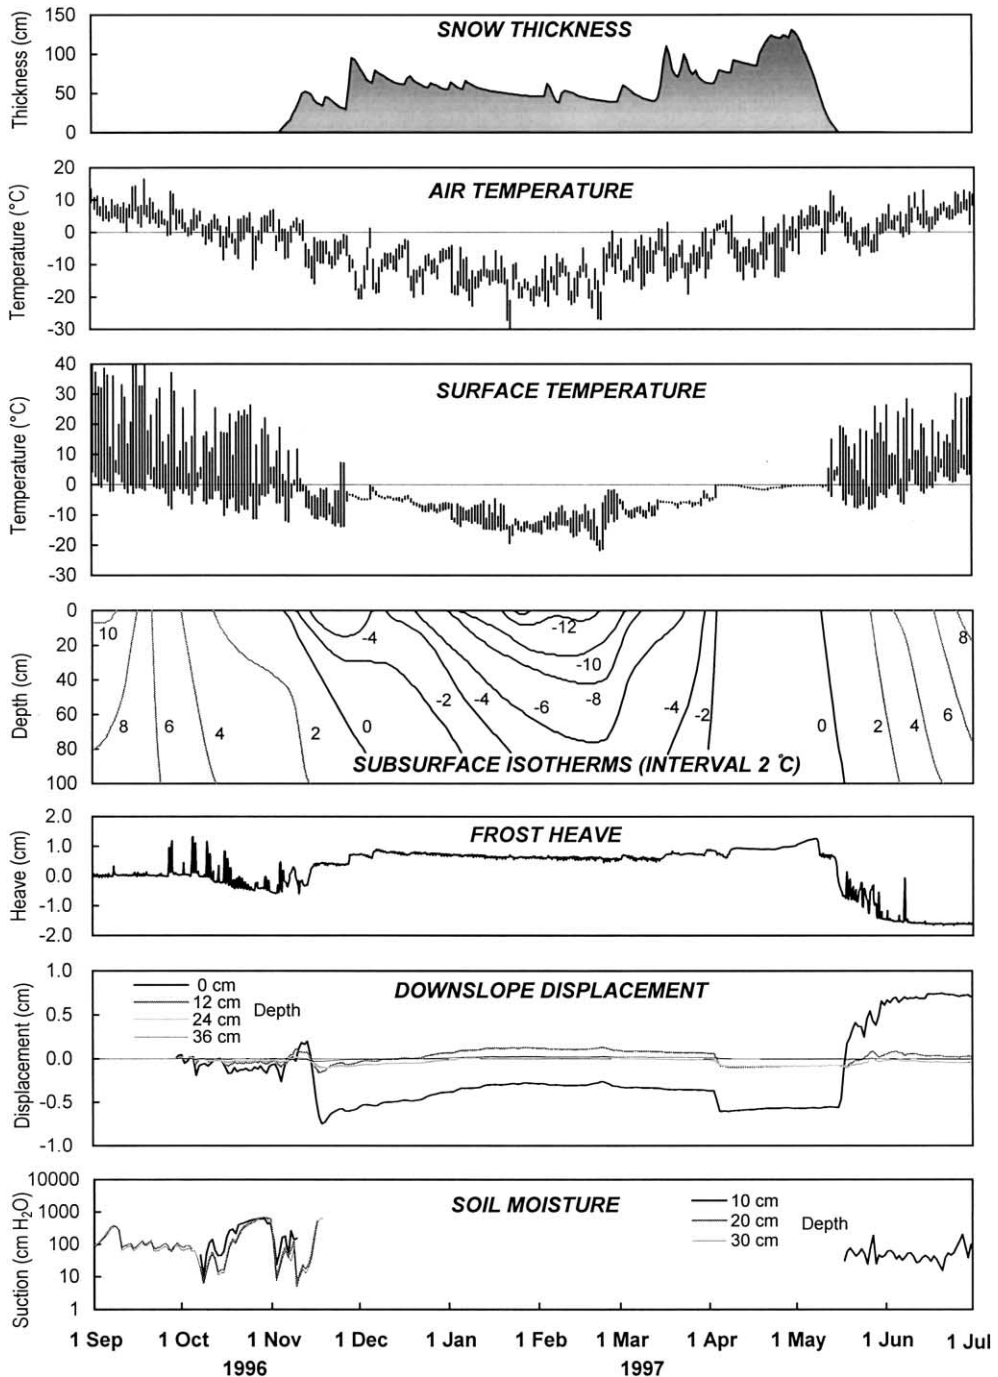 SNOW THICKNESS
Thickness (cm)
150
100
50
0
AIR TEMPERATURE
Temperature (°C)
20
10
0
-10
-20
-30
SURFACE TEMPERATURE
Temperature (°C)
40
30
20
10
0
-10
-20
-30
Depth (cm)
0
20
40
60
80
100
10
8
6
4
2
0
-2
-4
-4
-6
-8
-10
-12
-4
-2
0
2
4
6
8
SUBSURFACE ISOTHERMS (INTERVAL 2 °C)
FROST HEAVE
Heave (cm)
2.0
1.0
0.0
-1.0
-2.0
DOWNSLOPE DISPLACEMENT
Displacement (cm)
1.0
0.5
0.0
-0.5
-1.0
0 cm
12 cm
24 cm
36 cm
Depth
SOIL MOISTURE
Suction (cm H₂O)
10000
1000
100
10
1
10 cm
20 cm
30 cm
Depth
1 Sep 1 Oct 1 Nov 1 Dec 1 Jan 1 Feb 1 Mar 1 Apr 1 May 1 Jun 1 Jul
1996 1997